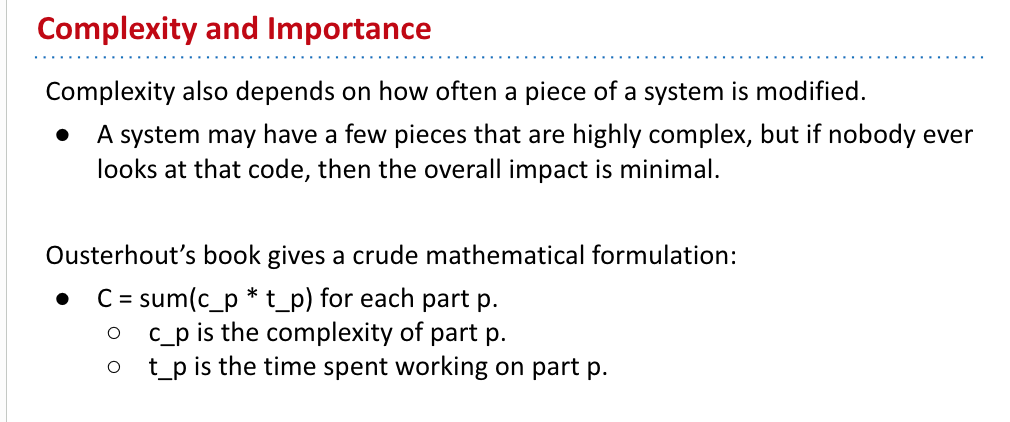 Complexity and Importance
Complexity also depends on how often a piece of a system is modified.
● A system may have a few pieces that are highly complex, but if nobody ever
looks at that code, then the overall impact is minimal.
Ousterhout’s book gives a crude mathematical formulation:
● C = sum(c_p * t_p) for each part p.
○ c_p is the complexity of part p.
○ t_p is the time spent working on part p.